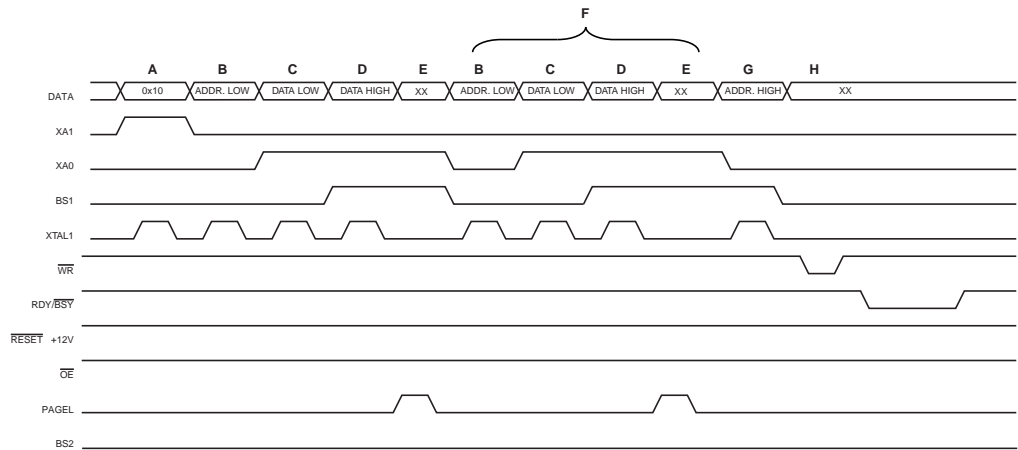 F
A B C D E B C D E G H
DATA 0x10 ADDR. LOW DATA LOW DATA HIGH XX ADDR. LOW DATA LOW DATA HIGH XX ADDR. HIGH XX
XA1
XA0
BS1
XTAL1
WR
RDY/BSY
RESET +12V
OE
PAGEL
BS2